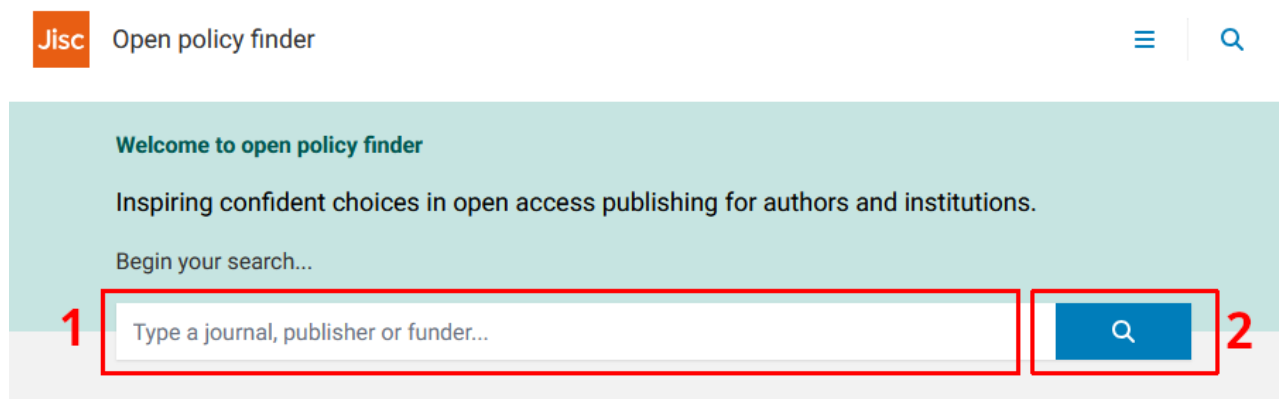 Jisc Open policy finder
Welcome to open policy finder
Inspiring confident choices in open access publishing for authors and institutions.
Begin your search...
1 Type a journal, publisher or funder... 2